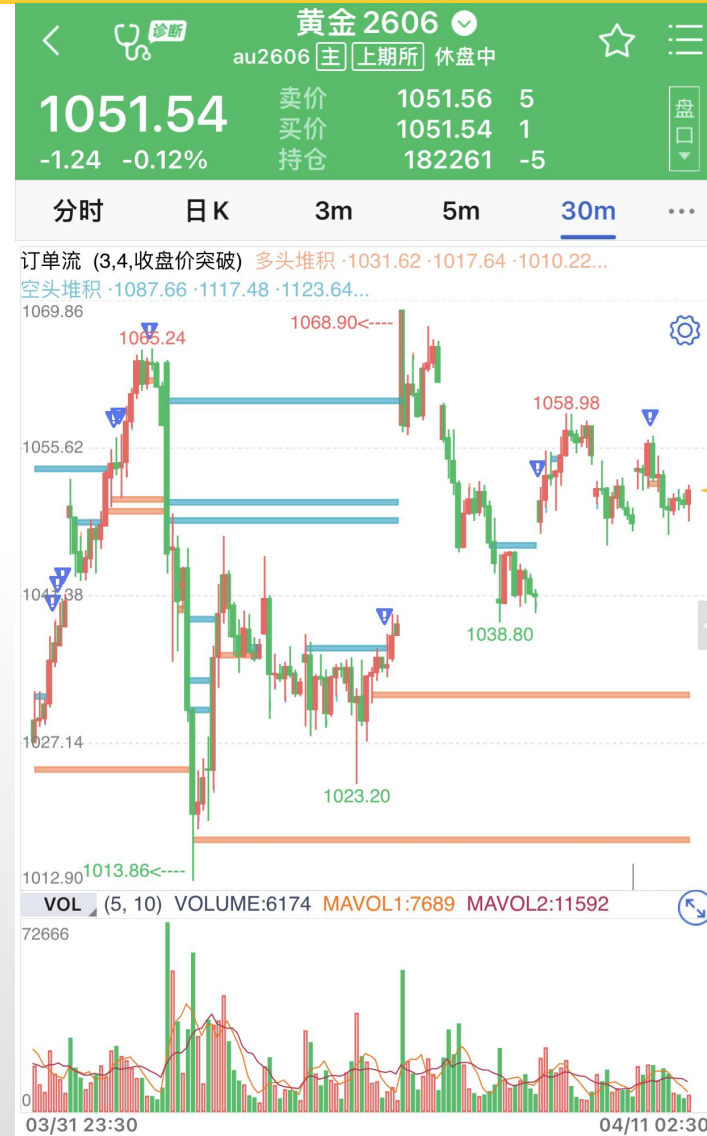 黄金2606
诊断
au2606 主 上期所 休盘中
1051.54
-1.24 -0.12%
卖价 1051.56 5
买价 1051.54 1
持仓 182261 -5
盘口
分时 日K 3m 5m 30m ...
订单流 (3,4,收盘价突破) 多头堆积 ·1031.62 ·1017.64 ·1010.22...
空头堆积 ·1087.66 ·1117.48 ·1123.64...
1069.86
1068.90<----
1065.24
1058.98
1055.62
1041.38
1038.80
1027.14
1023.20
1013.86<----
1012.90
VOL (5, 10) VOLUME:6174 MAVOL1:7689 MAVOL2:11592
72666
0
03/31 23:30 04/11 02:30